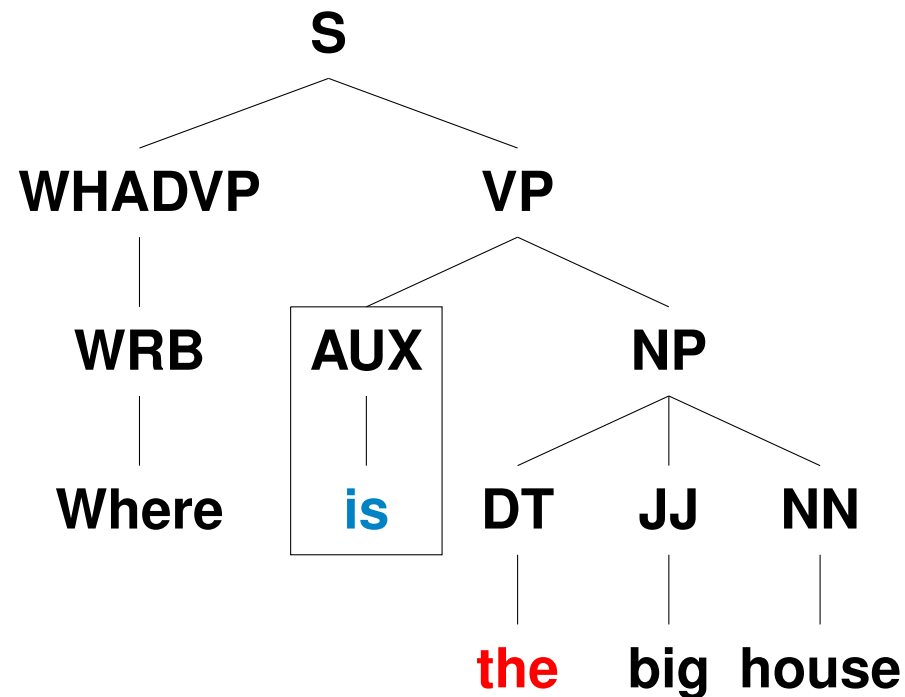 S
WHADVP VP
WRB AUX NP
Where is DT JJ NN
the big house